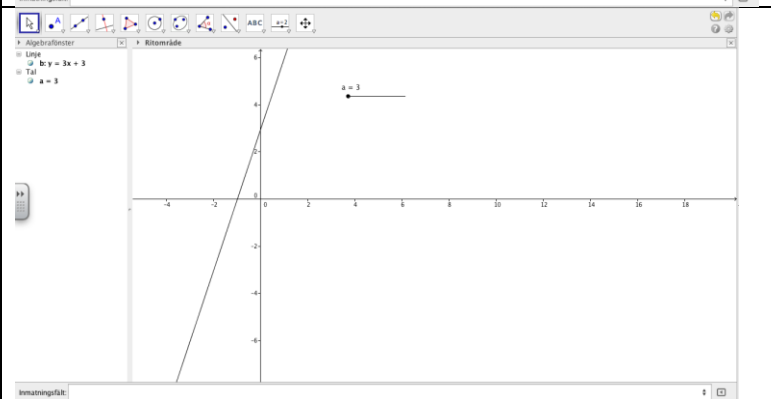 Inmatningsfält:
ABC a=2
Algebrafönster
Ritområde
Linje
b: y = 3x + 3
Tal
a = 3
a = 3
6
4
2
0
-4 -2 0 2 4 6 8 10 12 14 16 18
-2
-4
-6
Inmatningsfält: